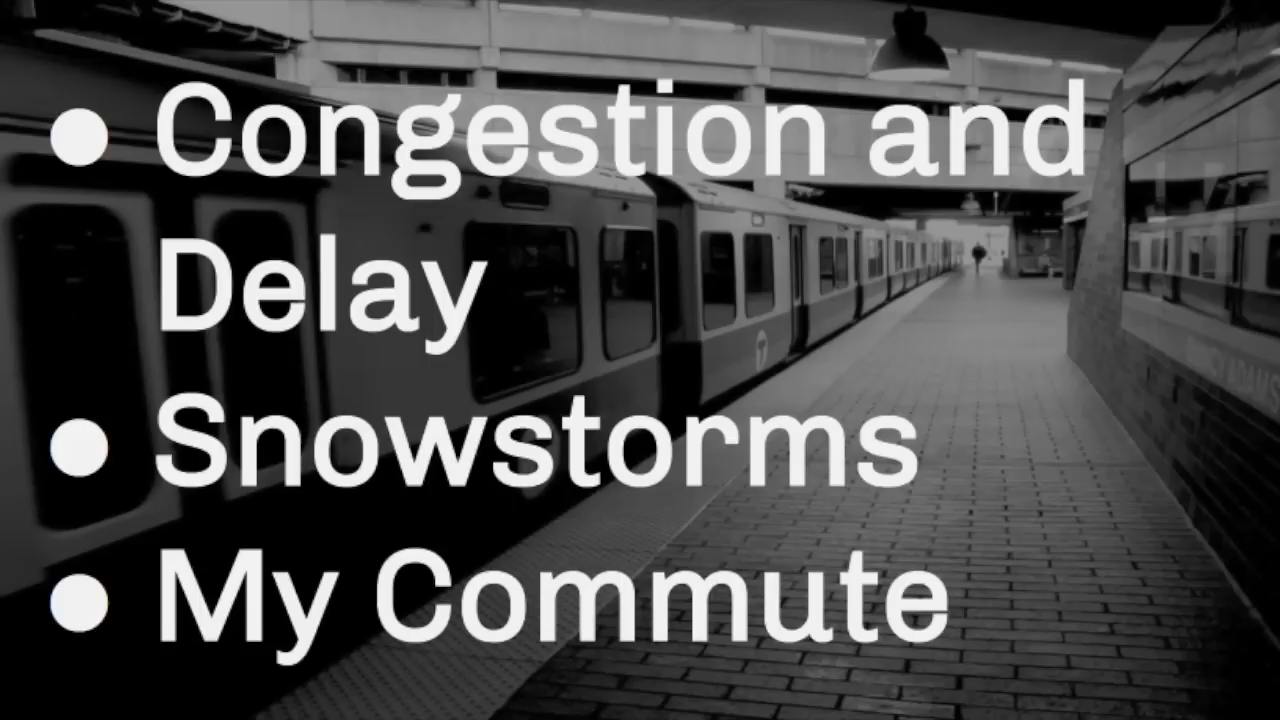 • Congestion and
Delay
• Snowstorms
• My Commute
T